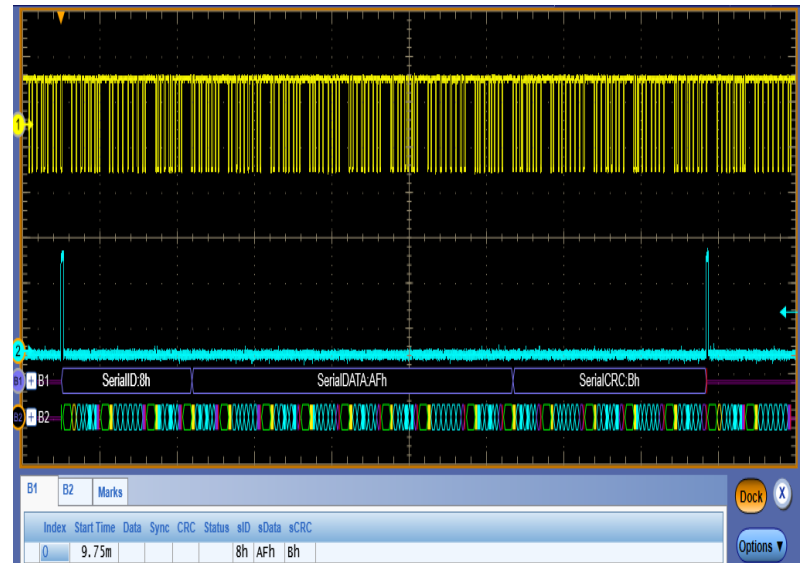 1
2
B1 + B1 SerialID:8h SerialDATA:AFh SerialCRC:Bh
B2 + B2
B1 B2 Marks
Dock X
Index Start Time Data Sync CRC Status sID sData sCRC
0 9.75m 8h AFh Bh
Options